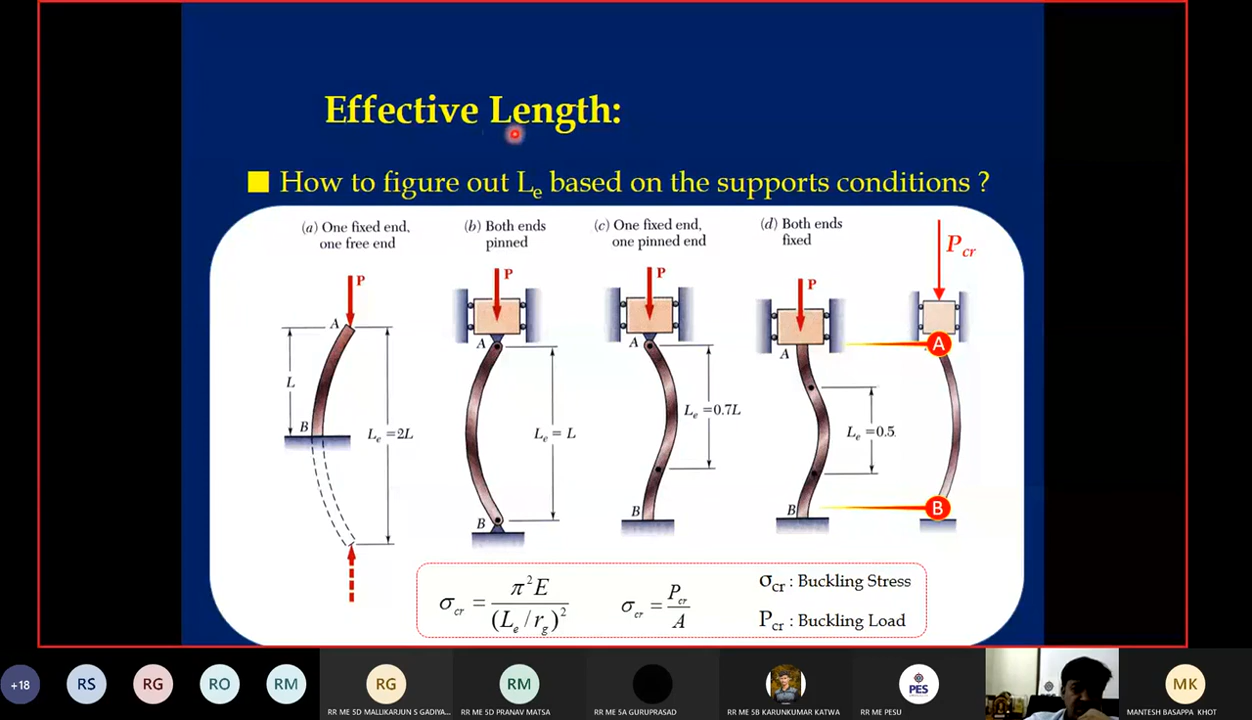 Effective Length:
How to figure out Le based on the supports conditions ?
(a) One fixed end,
one free end
(b) Both ends
pinned
(c) One fixed end,
one pinned end
(d) Both ends
fixed
Pcr
P
P
P
P
A
A
A
A
A
L
B
Le =2L
Le = L
Le =0.7L
Le =0.5
B
B
B
B
σcr = π²E / (Le / rg)²
σcr = Pcr / A
σcr : Buckling Stress
Pcr : Buckling Load
+18
RS
RG
RO
RM
RG
RM
PES
MK
RR ME 5D MALLIKARJUN S GADIYA...
RR ME 5D PRANAV MATSA
RR ME 5A GURUPRASAD
RR ME 5B KARUNKUMAR KATWA
RR ME PESU
MANTESH BASAPPA KHOT